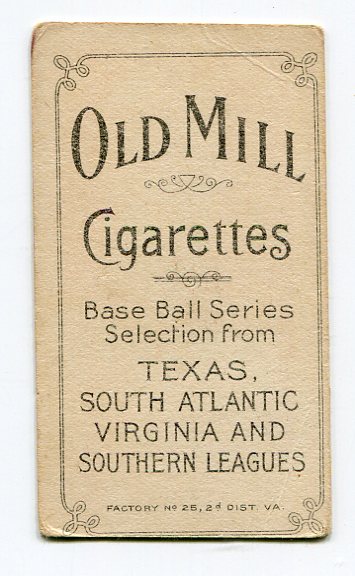 OLD MILL
Cigarettes
Base Ball Series
Selection from
TEXAS,
SOUTH ATLANTIC
VIRGINIA AND
SOUTHERN LEAGUES
FACTORY Nº 25, 2d DIST. VA.